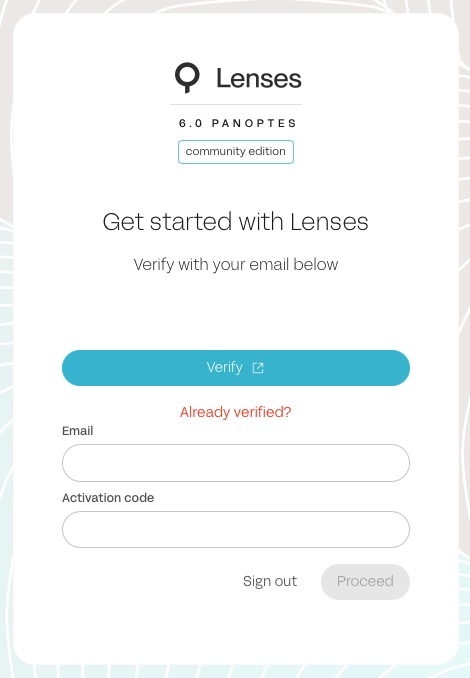 Lenses
6.0 PANOPTES
community edition
Get started with Lenses
Verify with your email below
Verify
Already verified?
Email
Activation code
Sign out
Proceed